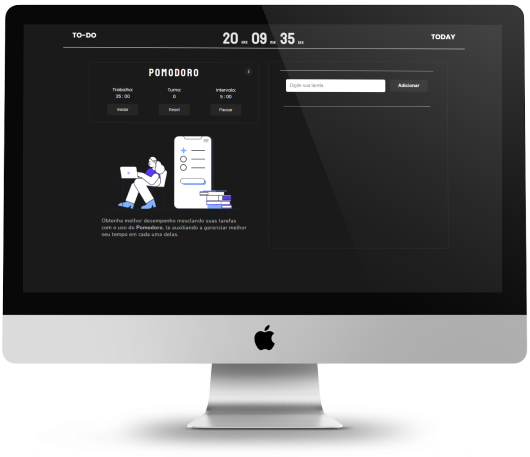 TO-DO
20 HRS 09 MIN 35 SEG
TODAY
POMODORO
Trabalho:
Turno:
Intervalo:
25 : 00
0
5 : 00
Iniciar
Reset
Pausar
Digite sua tarefa
Adicionar
Obtenha melhor desempenho mesclando suas tarefas
com o uso do Pomodoro, te auxiliando a gerenciar melhor
seu tempo em cada uma delas.